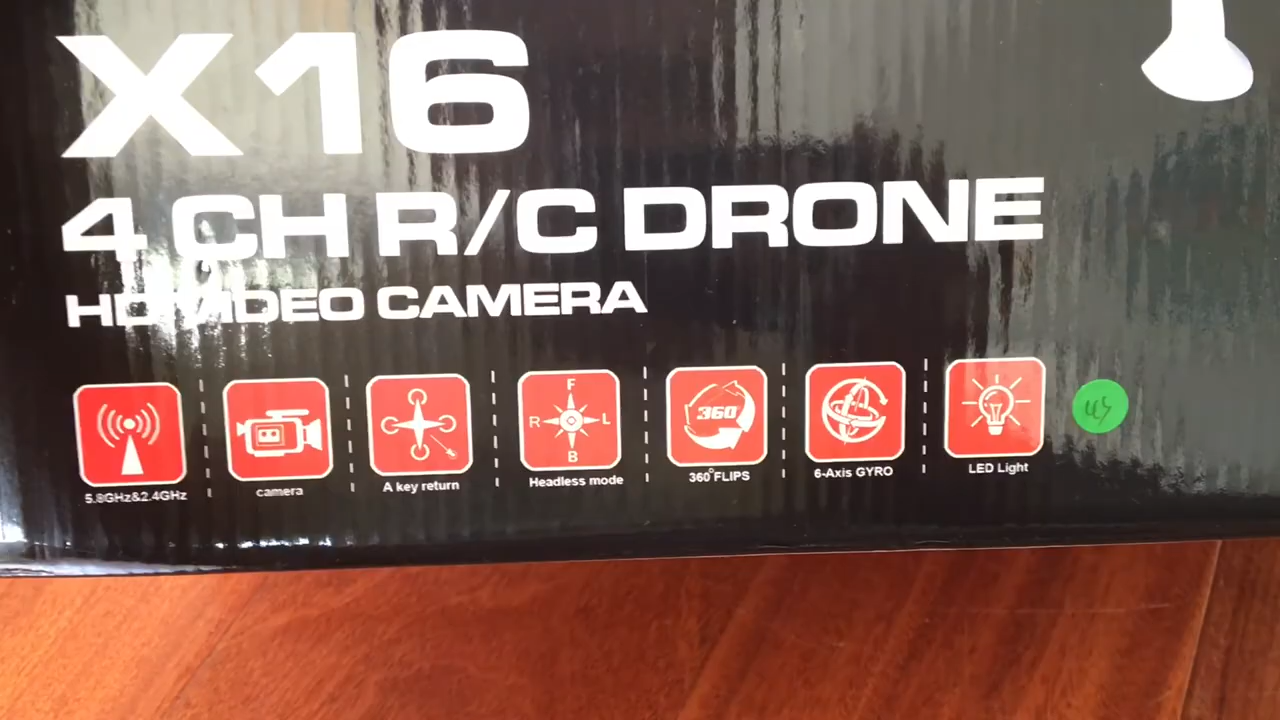 X16
4 CH R/C DRONE
HD VIDEO CAMERA
F
R L
B
360°
5.8GHz&2.4GHz
camera
A key return
Headless mode
360°FLIPS
6-Axis GYRO
LED Light